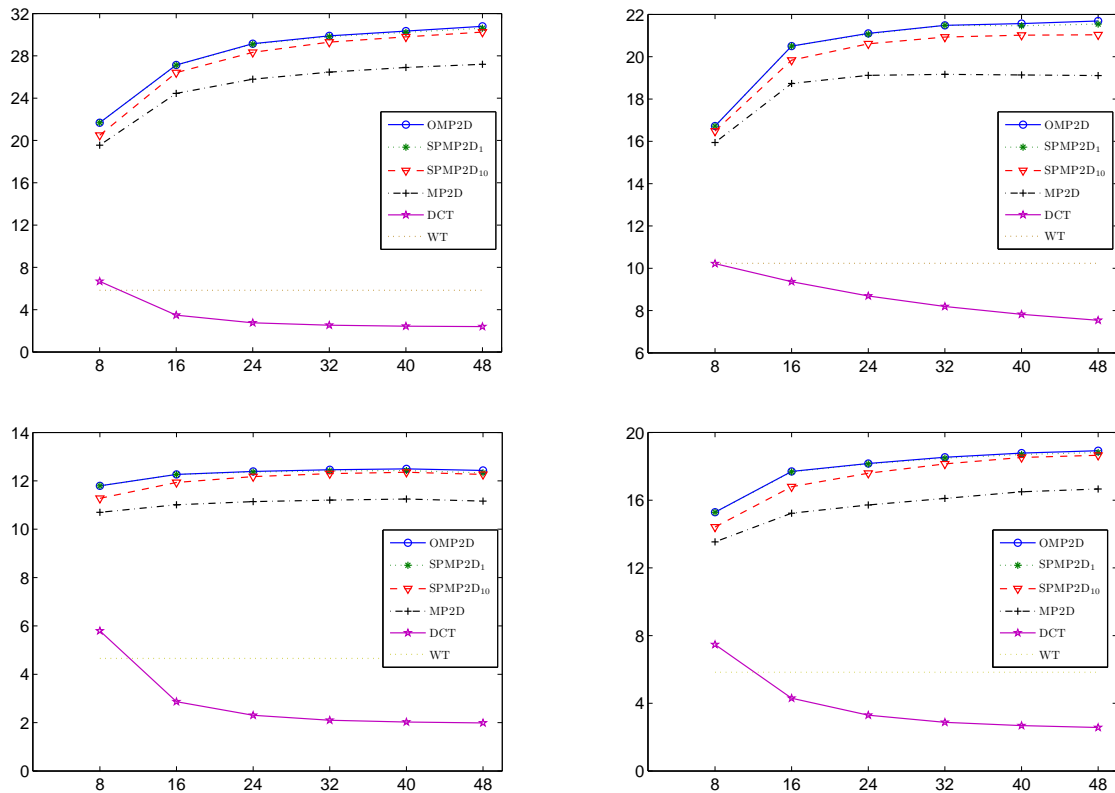 32
28
24
20
16
12
8
4
0
8 16 24 32 40 48
OMP2D
SPMP2D₁
SPMP2D₁₀
MP2D
DCT
WT
22
20
18
16
14
12
10
8
6
8 16 24 32 40 48
OMP2D
SPMP2D₁
SPMP2D₁₀
MP2D
DCT
WT
14
12
10
8
6
4
2
0
8 16 24 32 40 48
OMP2D
SPMP2D₁
SPMP2D₁₀
MP2D
DCT
WT
20
16
12
8
4
0
8 16 24 32 40 48
OMP2D
SPMP2D₁
SPMP2D₁₀
MP2D
DCT
WT